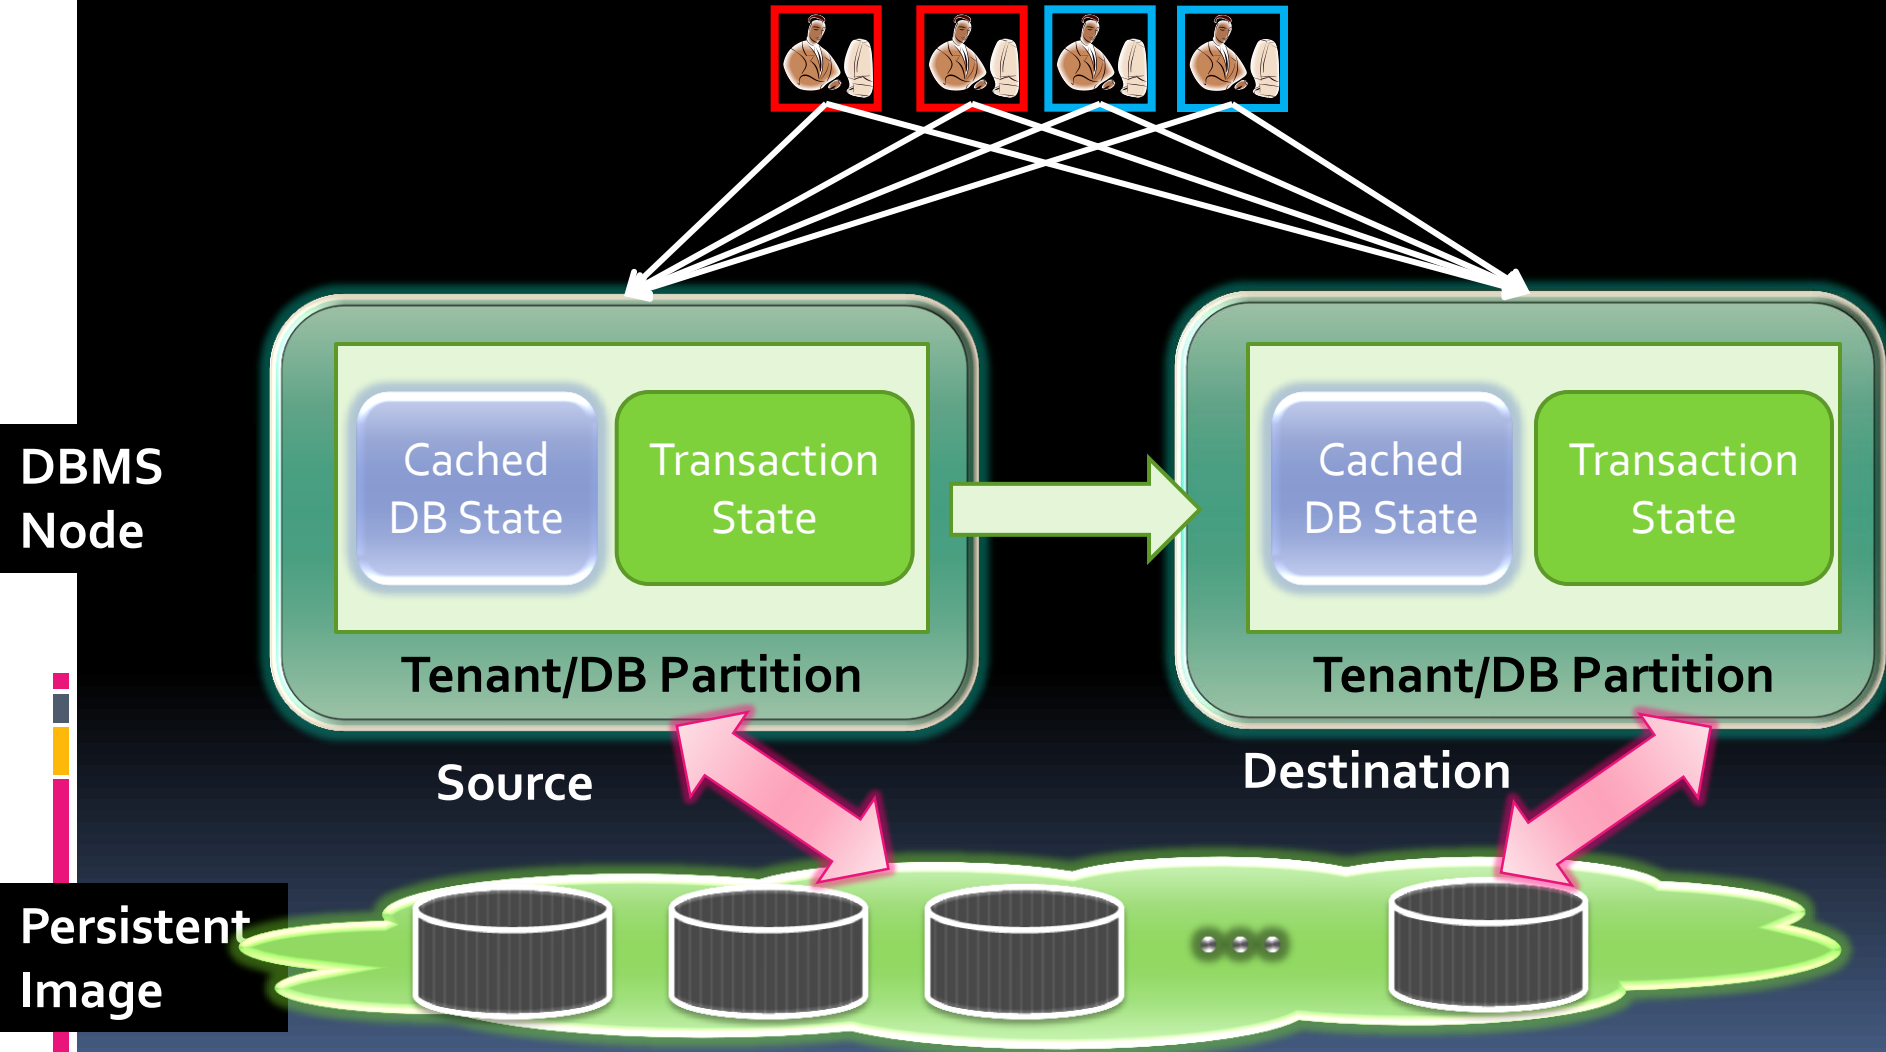 DBMS
Node
Cached
DB State
Transaction
State
Tenant/DB Partition
Source
Cached
DB State
Transaction
State
Tenant/DB Partition
Destination
Persistent
Image